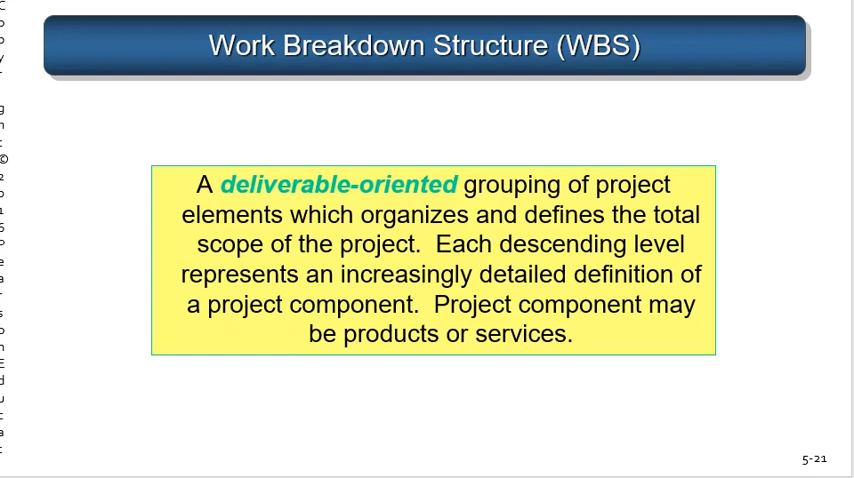 Work Breakdown Structure (WBS)
A deliverable-oriented grouping of project
elements which organizes and defines the total
scope of the project.  Each descending level
represents an increasingly detailed definition of
a project component.  Project component may
be products or services.
5-21